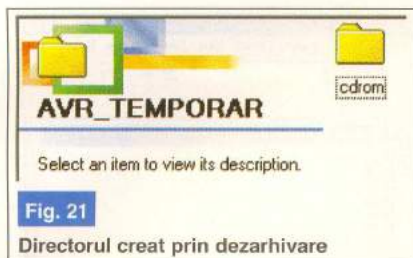 cdrom
AVR_TEMPORAR
Select an item to view its description.
Fig. 21
Directorul creat prin dezarhivare